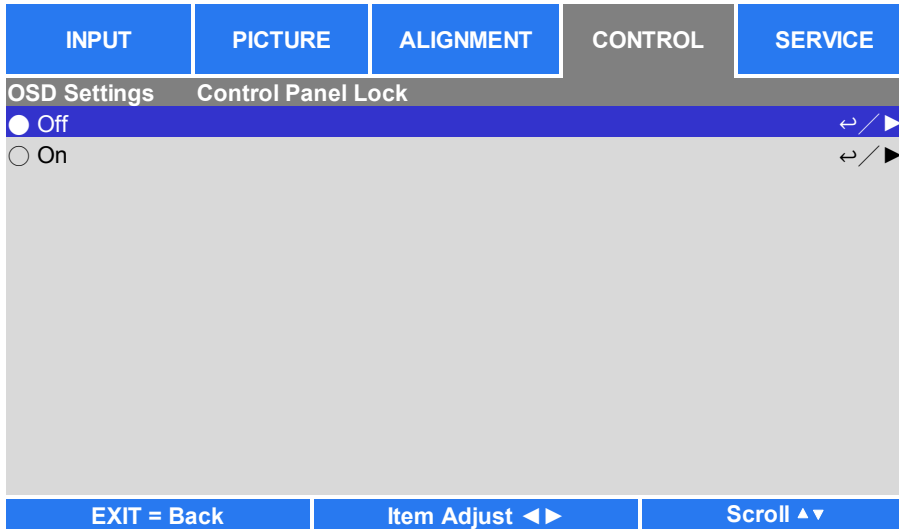 INPUT PICTURE ALIGNMENT CONTROL SERVICE
OSD Settings Control Panel Lock
Off ↩/▶
On ↩/▶
EXIT = Back Item Adjust ◀▶ Scroll ▲▼